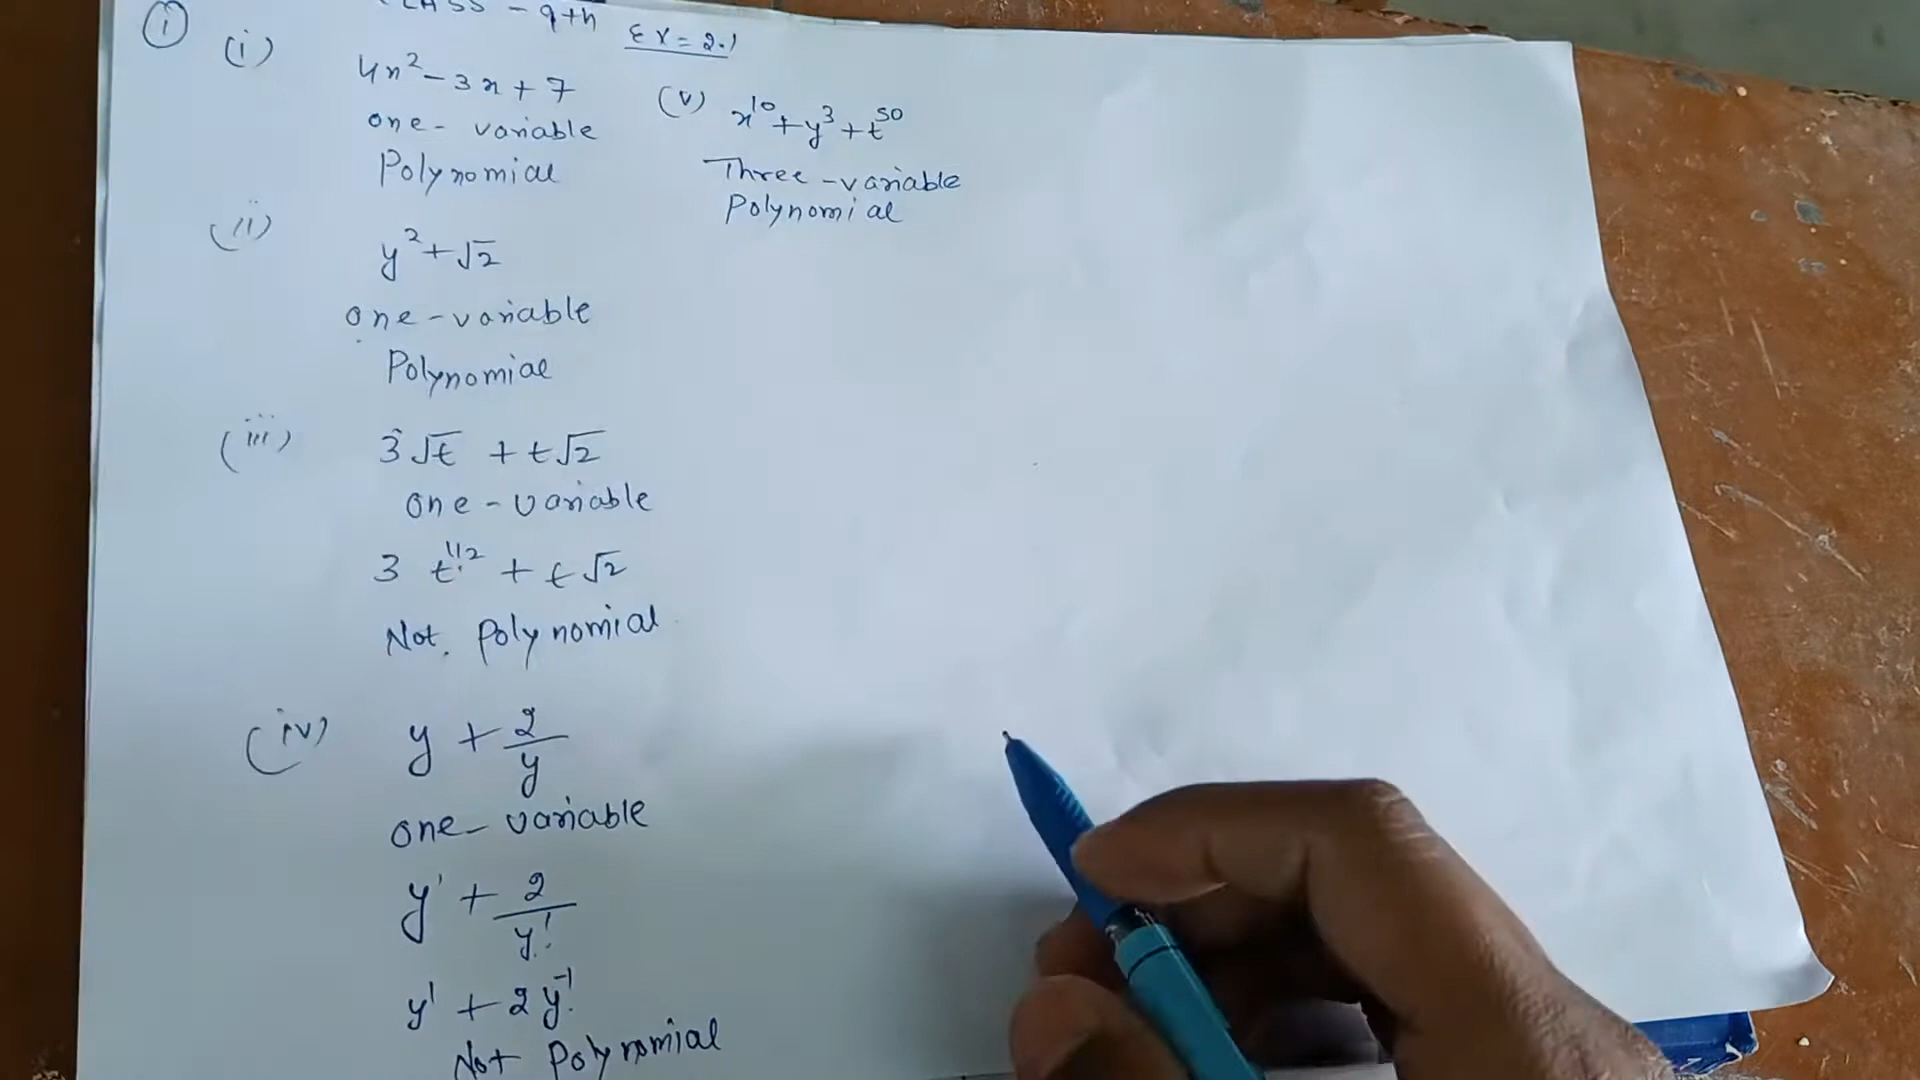 CLASS - 9th EX = 2.1
①
(i) 4x² - 3x + 7
one - variable
Polynomial
(ii) y² + √2
one - variable
Polynomial
(iii) 3√t + t√2
one - variable
3 t^1/2 + t√2
Not. Polynomial
(iv) y + 2/y
one - variable
y¹ + 2/y¹
y¹ + 2y⁻¹
Not Polynomial
(v) x¹⁰ + y³ + t⁵⁰
Three - variable
Polynomial